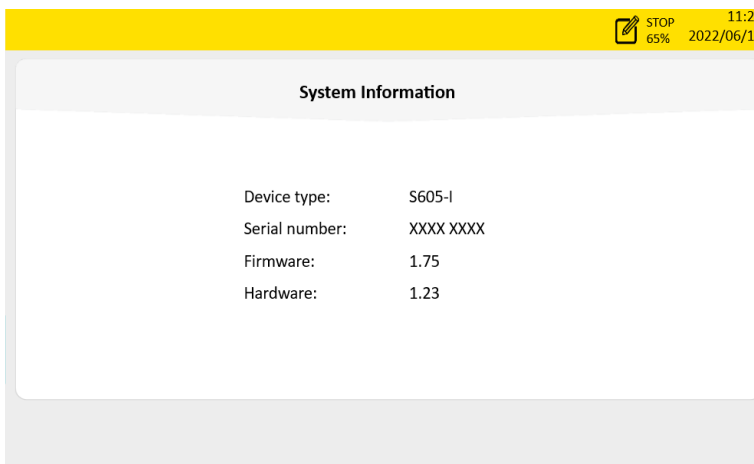 STOP 11:2
65% 2022/06/1
System Information
Device type: S605-I
Serial number: XXXX XXXX
Firmware: 1.75
Hardware: 1.23